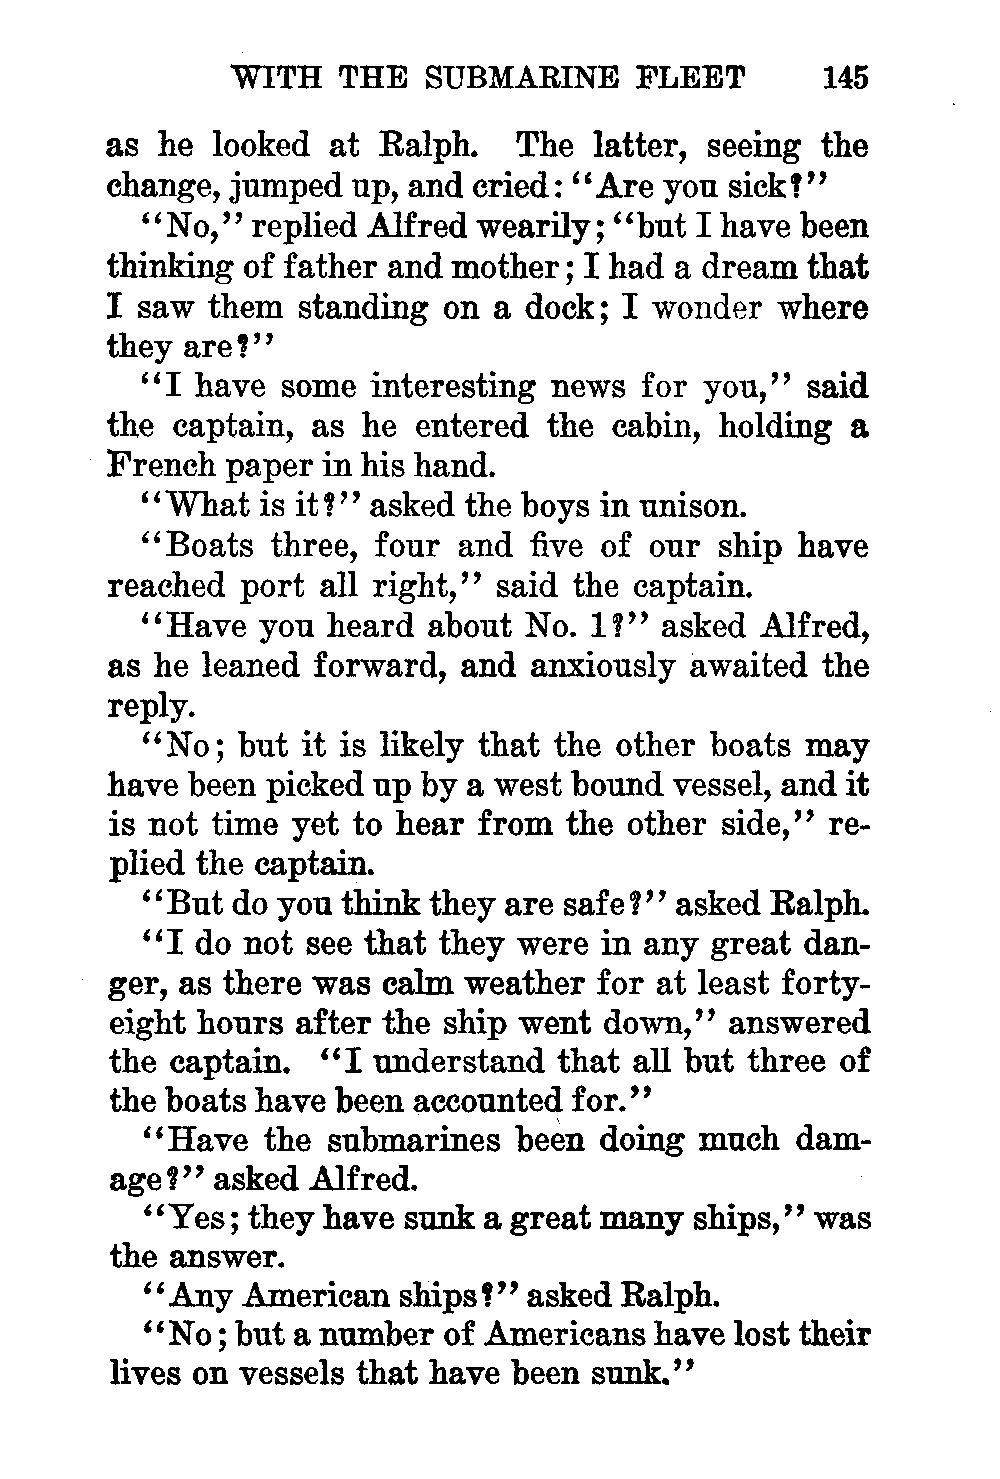 WITH THE SUBMARINE FLEET 145
as he looked at Ralph. The latter, seeing the
change, jumped up, and cried: "Are you sick?"
"No," replied Alfred wearily; "but I have been
thinking of father and mother; I had a dream that
I saw them standing on a dock; I wonder where
they are?"
"I have some interesting news for you," said
the captain, as he entered the cabin, holding a
French paper in his hand.
"What is it?" asked the boys in unison.
"Boats three, four and five of our ship have
reached port all right," said the captain.
"Have you heard about No. 1?" asked Alfred,
as he leaned forward, and anxiously awaited the
reply.
"No; but it is likely that the other boats may
have been picked up by a west bound vessel, and it
is not time yet to hear from the other side," re-
plied the captain.
"But do you think they are safe?" asked Ralph.
"I do not see that they were in any great dan-
ger, as there was calm weather for at least forty-
eight hours after the ship went down," answered
the captain. "I understand that all but three of
the boats have been accounted for."
"Have the submarines been doing much dam-
age?" asked Alfred.
"Yes; they have sunk a great many ships," was
the answer.
"Any American ships?" asked Ralph.
"No; but a number of Americans have lost their
lives on vessels that have been sunk."